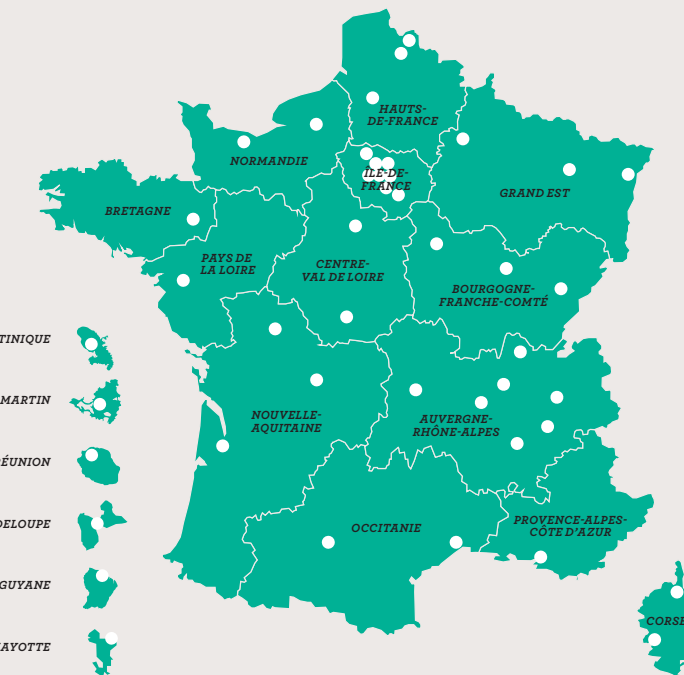 HAUTS-
DE-FRANCE
NORMANDIE
ÎLE-DE-
FRANCE
GRAND EST
BRETAGNE
PAYS DE
LA LOIRE
CENTRE-
VAL DE LOIRE
BOURGOGNE-
FRANCHE-COMTÉ
TINIQUE
MARTIN
NOUVELLE-
AQUITAINE
AUVERGNE-
RHÔNE-ALPES
ÉUNION
DELOUPE
OCCITANIE
PROVENCE-ALPES-
CÔTE D'AZUR
GUYANE
CORSE
AYOTTE